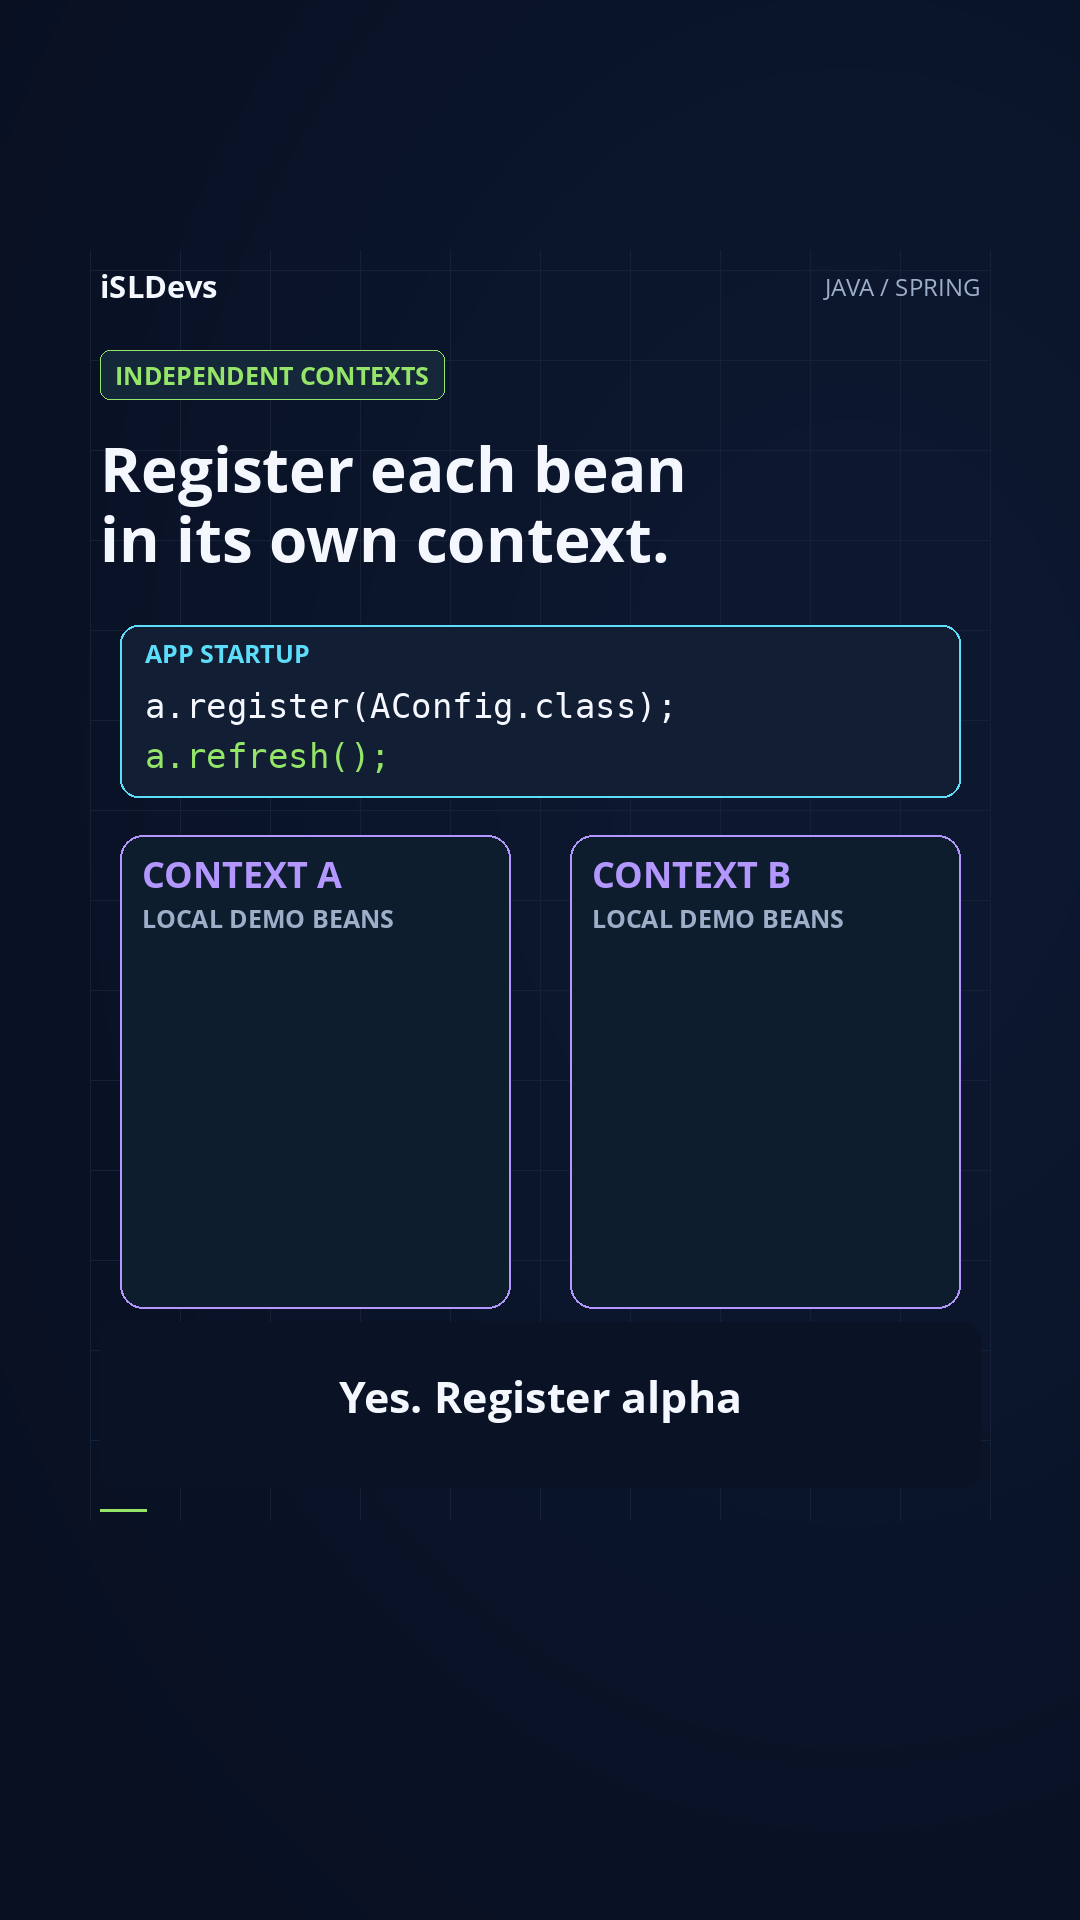 iSLDevs
JAVA / SPRING
INDEPENDENT CONTEXTS
Register each bean
in its own context.
APP STARTUP
a.register(AConfig.class);
a.refresh();
CONTEXT A
LOCAL DEMO BEANS
CONTEXT B
LOCAL DEMO BEANS
Yes. Register alpha